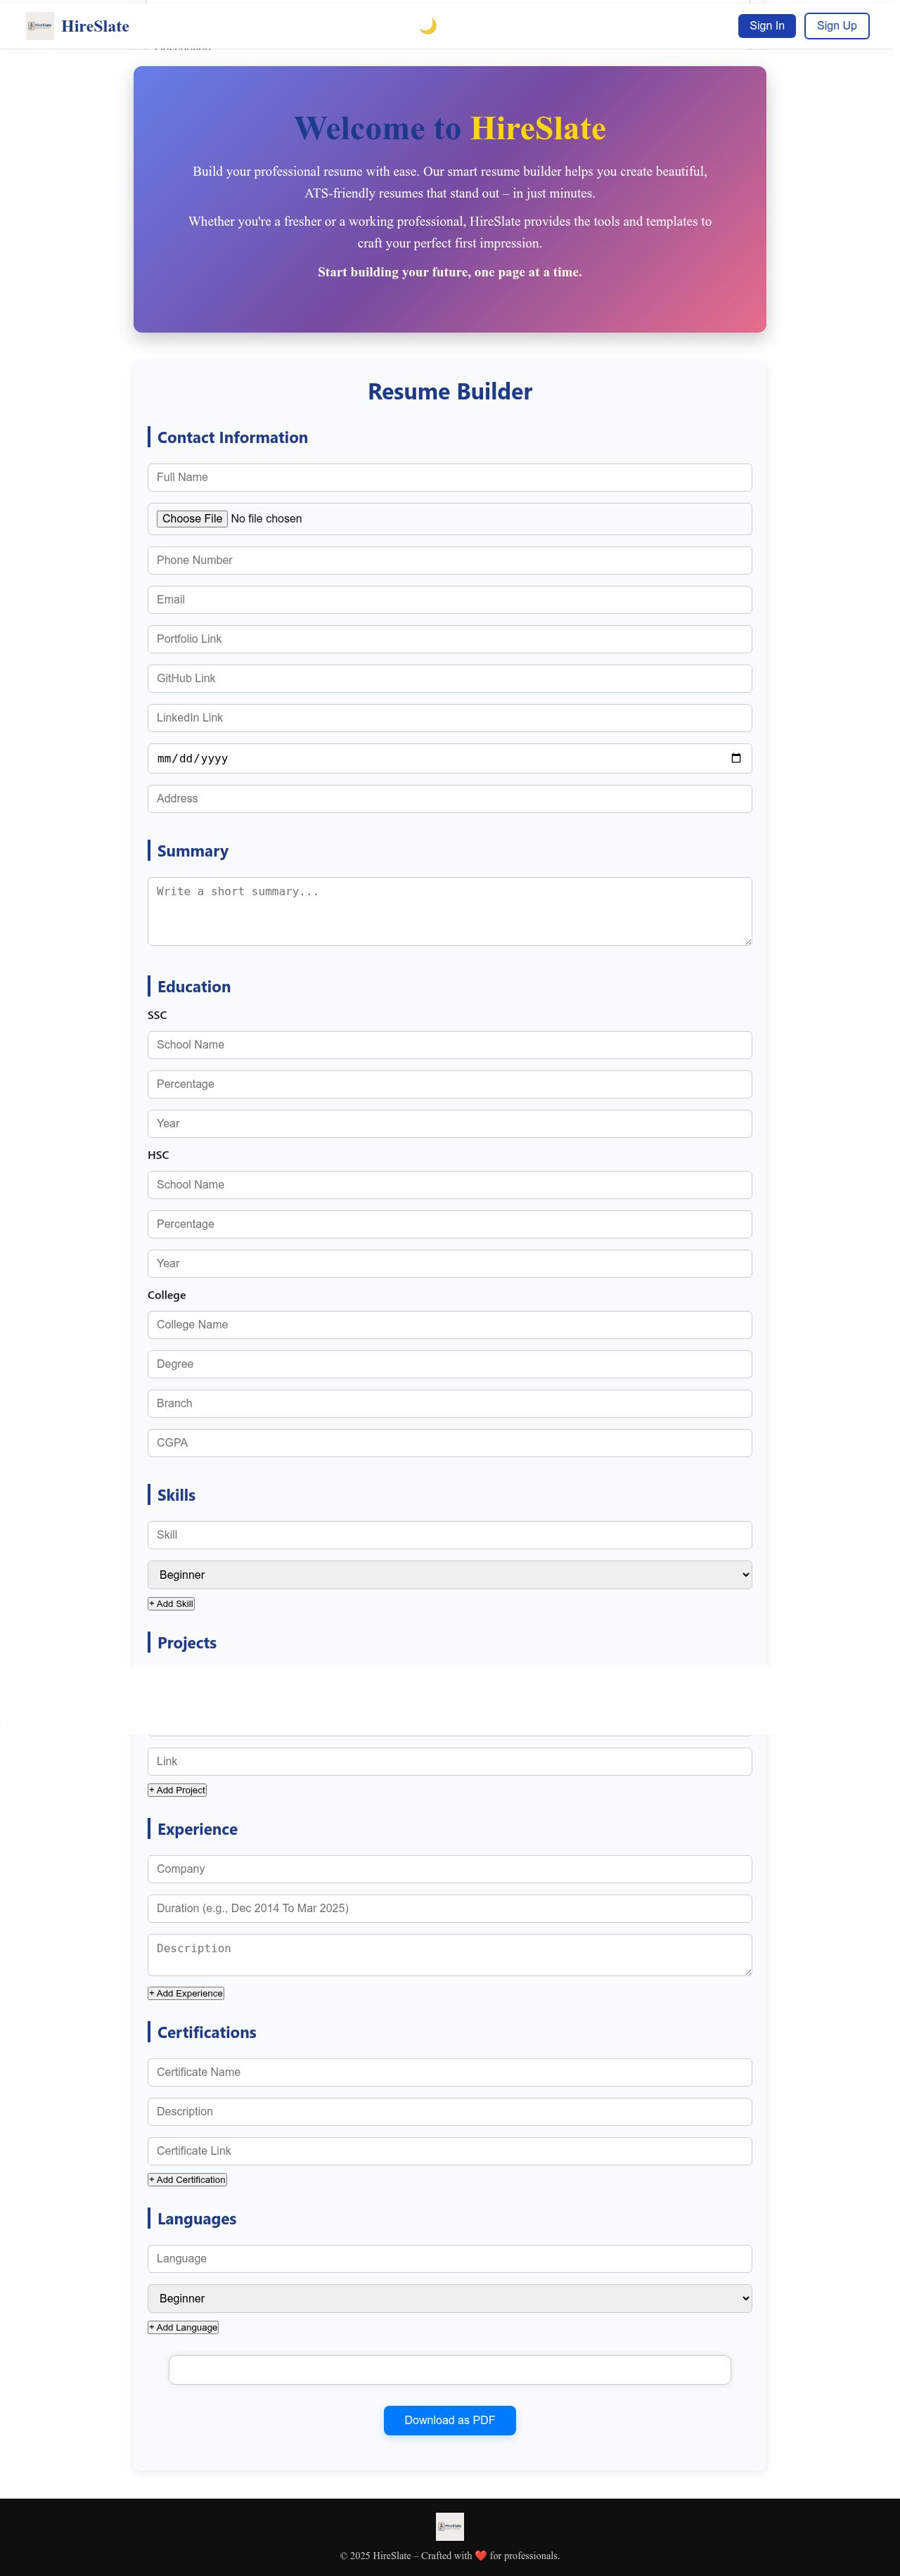 HireSlate
🌙
Sign In
Sign Up
Welcome to HireSlate
Build your professional resume with ease. Our smart resume builder helps you create beautiful,
ATS-friendly resumes that stand out – in just minutes.
Whether you're a fresher or a working professional, HireSlate provides the tools and templates to
craft your perfect first impression.
Start building your future, one page at a time.
Resume Builder
Contact Information
Full Name
Choose File No file chosen
Phone Number
Email
Portfolio Link
GitHub Link
LinkedIn Link
mm/dd/yyyy
Address
Summary
Write a short summary...
Education
SSC
School Name
Percentage
Year
HSC
School Name
Percentage
Year
College
College Name
Degree
Branch
CGPA
Skills
Skill
Beginner
+ Add Skill
Projects
Link
+ Add Project
Experience
Company
Duration (e.g., Dec 2014 To Mar 2025)
Description
+ Add Experience
Certifications
Certificate Name
Description
Certificate Link
+ Add Certification
Languages
Language
Beginner
+ Add Language
Download as PDF
HireSlate
© 2025 HireSlate – Crafted with ❤️ for professionals.